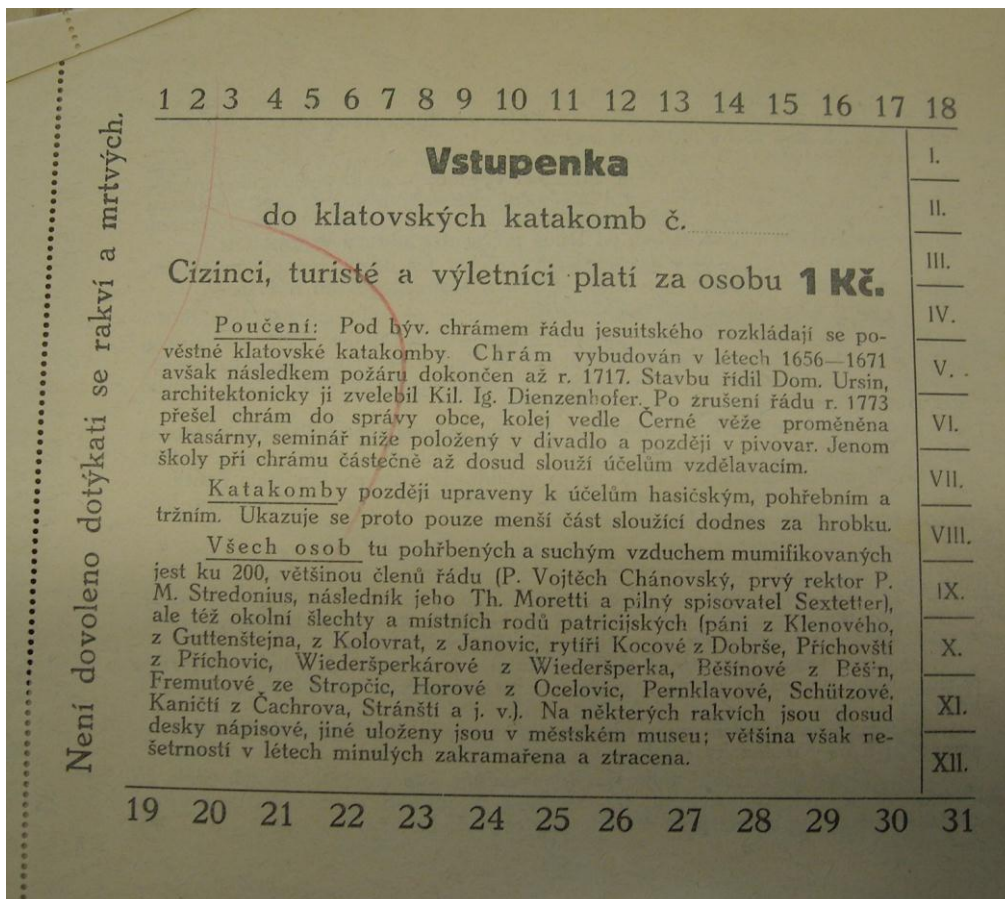 1 2 3 4 5 6 7 8 9 10 11 12 13 14 15 16 17 18
Není dovoleno dotýkati se rakví a mrtvých.
Vstupenka
do klatovských katakomb č.
Cizinci, turisté a výletníci platí za osobu 1 Kč.
Poučení: Pod býv. chrámem řádu jesuitského rozkládají se po-
věstné klatovské katakomby. Chrám vybudován v létech 1656—1671
avšak následkem požáru dokončen až r. 1717. Stavbu řídil Dom. Ursin,
architektonicky ji zvelebil Kil. Ig. Dienzenhofer. Po zrušení řádu r. 1773
přešel chrám do správy obce, kolej vedle Černé věže proměněna
v kasárny, seminář níže položený v divadlo a později v pivovar. Jenom
školy při chrámu částečně až dosud slouží účelům vzdělavacím.
Katakomby později upraveny k účelům hasičským, pohřebním a
tržním. Ukazuje se proto pouze menší část sloužící dodnes za hrobku.
Všech osob tu pohřbených a suchým vzduchem mumifikovaných
jest ku 200, většinou členů řádu (P. Vojtěch Chánovský, prvý rektor P.
M. Stredonius, následník jeho Th. Moretti a pilný spisovatel Sextetter),
ale též okolní šlechty a místních rodů patricijských (páni z Klenového,
z Guttenštejna, z Kolovrat, z Janovic, rytíři Kocové z Dobrše, Příchovští
z Příchovic, Wiederšperkárové z Wiederšperka, Běšínové z Běšin,
Fremutové ze Stropčic, Horové z Ocelovic, Pernklavové, Schützové,
Kaničtí z Čachrova, Stránští a j. v.). Na některých rakvích jsou dosud
desky nápisové, jiné uloženy jsou v městském museu; většina však ne-
šetrností v létech minulých zakramařena a ztracena.
I.
II.
III.
IV.
V.
VI.
VII.
VIII.
IX.
X.
XI.
XII.
19 20 21 22 23 24 25 26 27 28 29 30 31